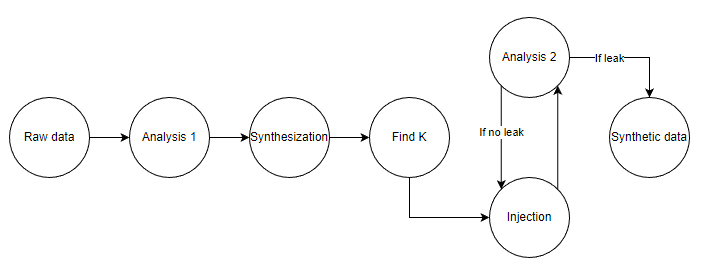 Analysis 2
If leak
Raw data
Analysis 1
Synthesization
Find K
If no leak
Synthetic data
Injection